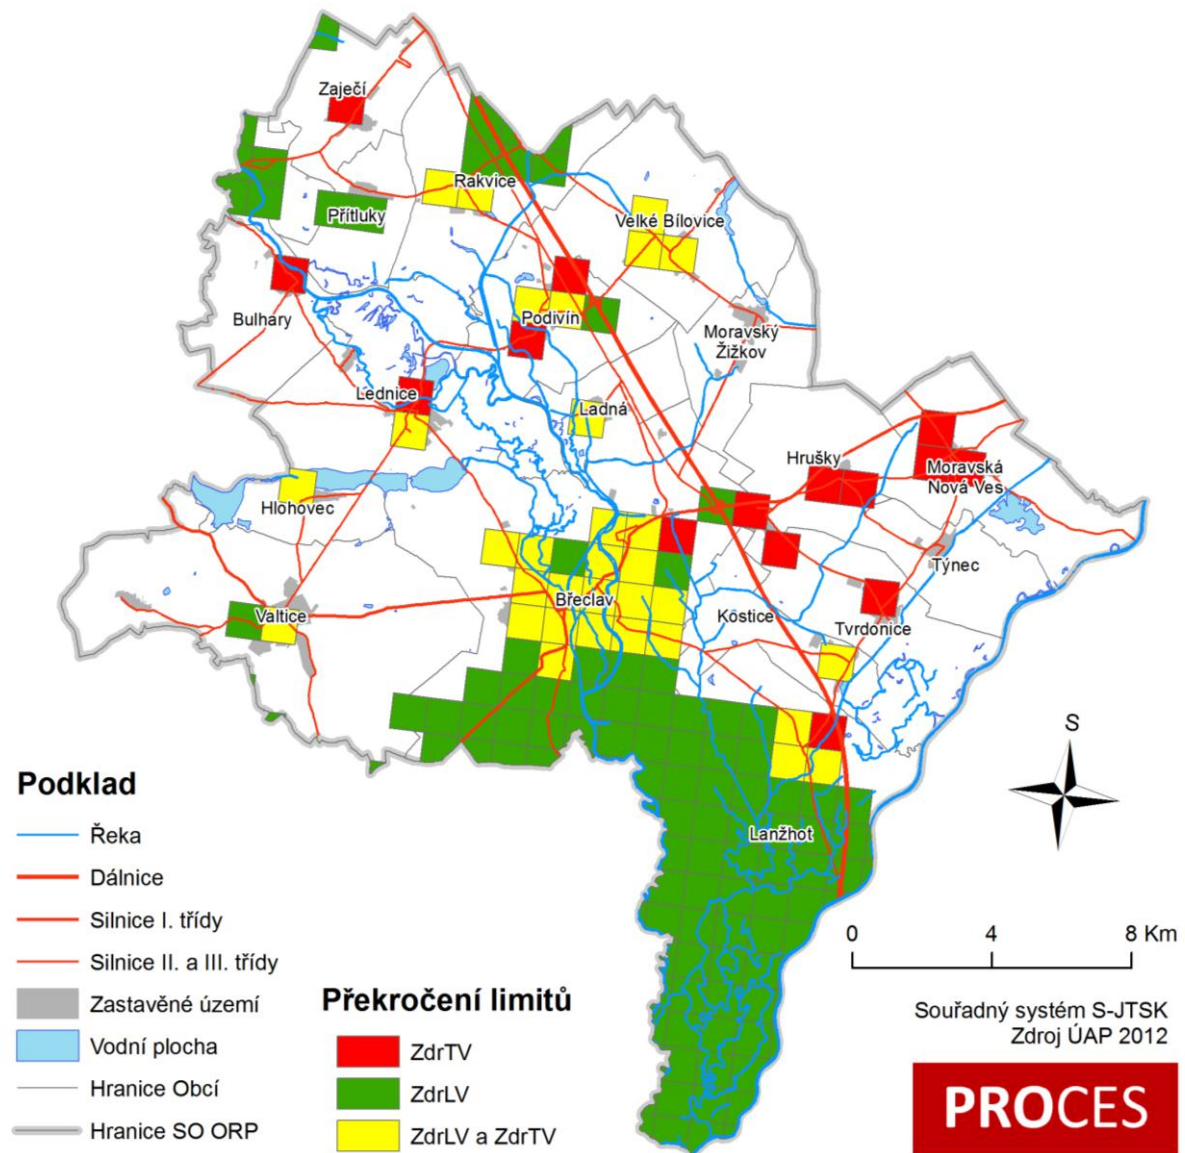 Zaječí
Rakvice
Přítluky
Velké Bílovice
Bulhary
Podivín
Moravský
Žižkov
Lednice
Ladná
Hrušky
Moravská
Nová Ves
Hlohovec
Týnec
Břeclav
Valtice
Kostice
Tvrdonice
Lanžhot
S
0 4 8 Km
Podklad
Řeka
Dálnice
Silnice I. třídy
Silnice II. a III. třídy
Zastavěné území
Vodní plocha
Hranice Obcí
Hranice SO ORP
Překročení limitů
ZdrTV
ZdrLV
ZdrLV a ZdrTV
Souřadný systém S-JTSK
Zdroj ÚAP 2012
PROCES